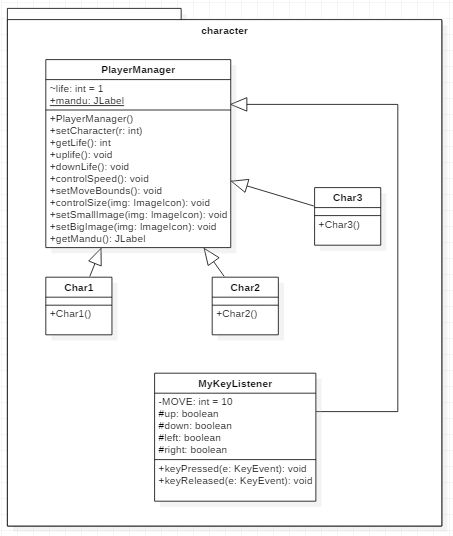 character
PlayerManager
~life: int = 1
+mandu: JLabel
+PlayerManager()
+setCharacter(r: int)
+getLife(): int
+uplife(): void
+downLife(): void
+controlSpeed(): void
+setMoveBounds(): void
+controlSize(img: ImageIcon): void
+setSmallImage(img: ImageIcon): void
+setBigImage(img: ImageIcon): void
+getMandu(): JLabel
Char3
+Char3()
Char1
+Char1()
Char2
+Char2()
MyKeyListener
-MOVE: int = 10
#up: boolean
#down: boolean
#left: boolean
#right: boolean
+keyPressed(e: KeyEvent): void
+keyReleased(e: KeyEvent): void